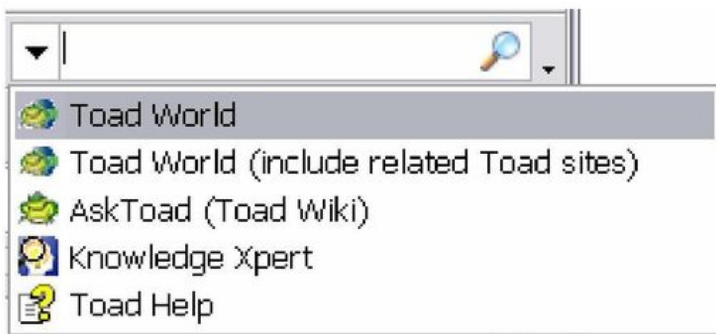 Toad World
Toad World (include related Toad sites)
AskToad (Toad Wiki)
Knowledge Xpert
Toad Help